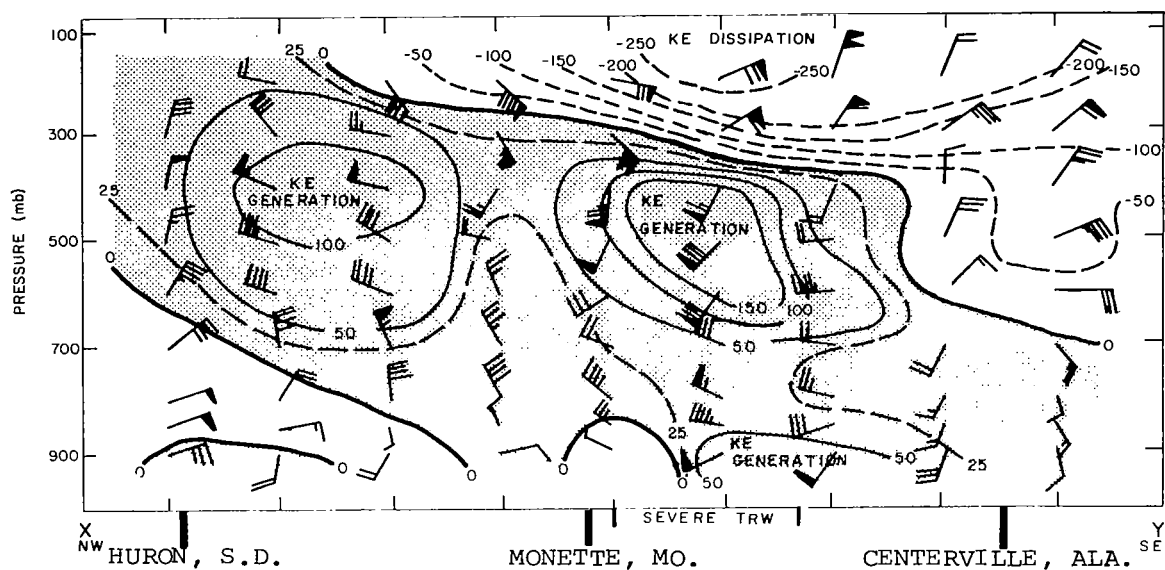 100
300
500
700
900
PRESSURE (mb)
25
0
-50
-100
-150
-200
-250
KE DISSIPATION
-250
-200
-150
-100
-50
KE
GENERATION
100
50
25
0
KE
GENERATION
150
100
50
0
25
KE
GENERATION
50
25
0
0
0
0
0
50
X
NW
SEVERE TRW
Y
SE
HURON, S.D.
MONETTE, MO.
CENTERVILLE, ALA.